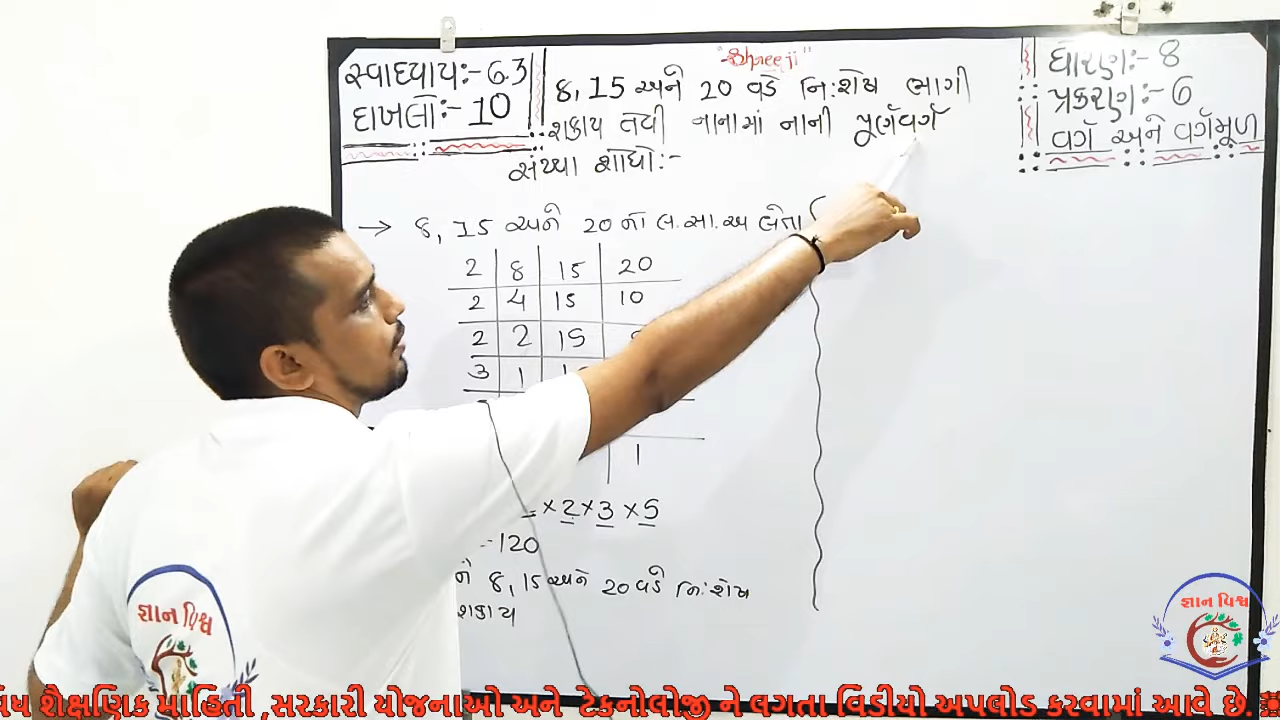 "Shreeji"
સ્વાધ્યાયઃ- 6.3
દાખલોઃ- 10
8, 15 અને 20 વડે નિઃશેષ ભાગી
શકાય તેવી નાનામાં નાની પૂર્ણવર્ગ
સંખ્યા શોધોઃ-
ધોરણઃ- 8
પ્રકરણઃ- 6
વર્ગ અને વર્ગમૂળ
→ 8, 15 અને 20 નો લ.સા.અ લેતા
2 8 15 20
2 4 15 10
2 2 15
3 1
1
= × 2 × 3 × 5
120
ને 8, 15 અને 20 વડે નિઃશેષ
શકાય
જ્ઞાન વિશ્વ
જ્ઞાન વિશ્વ
શૈક્ષણિક માહિતી ,સરકારી યોજનાઓ અને ટેકનોલોજી ને લગતા વિડીયો અપલોડ કરવામાં આવે છે.